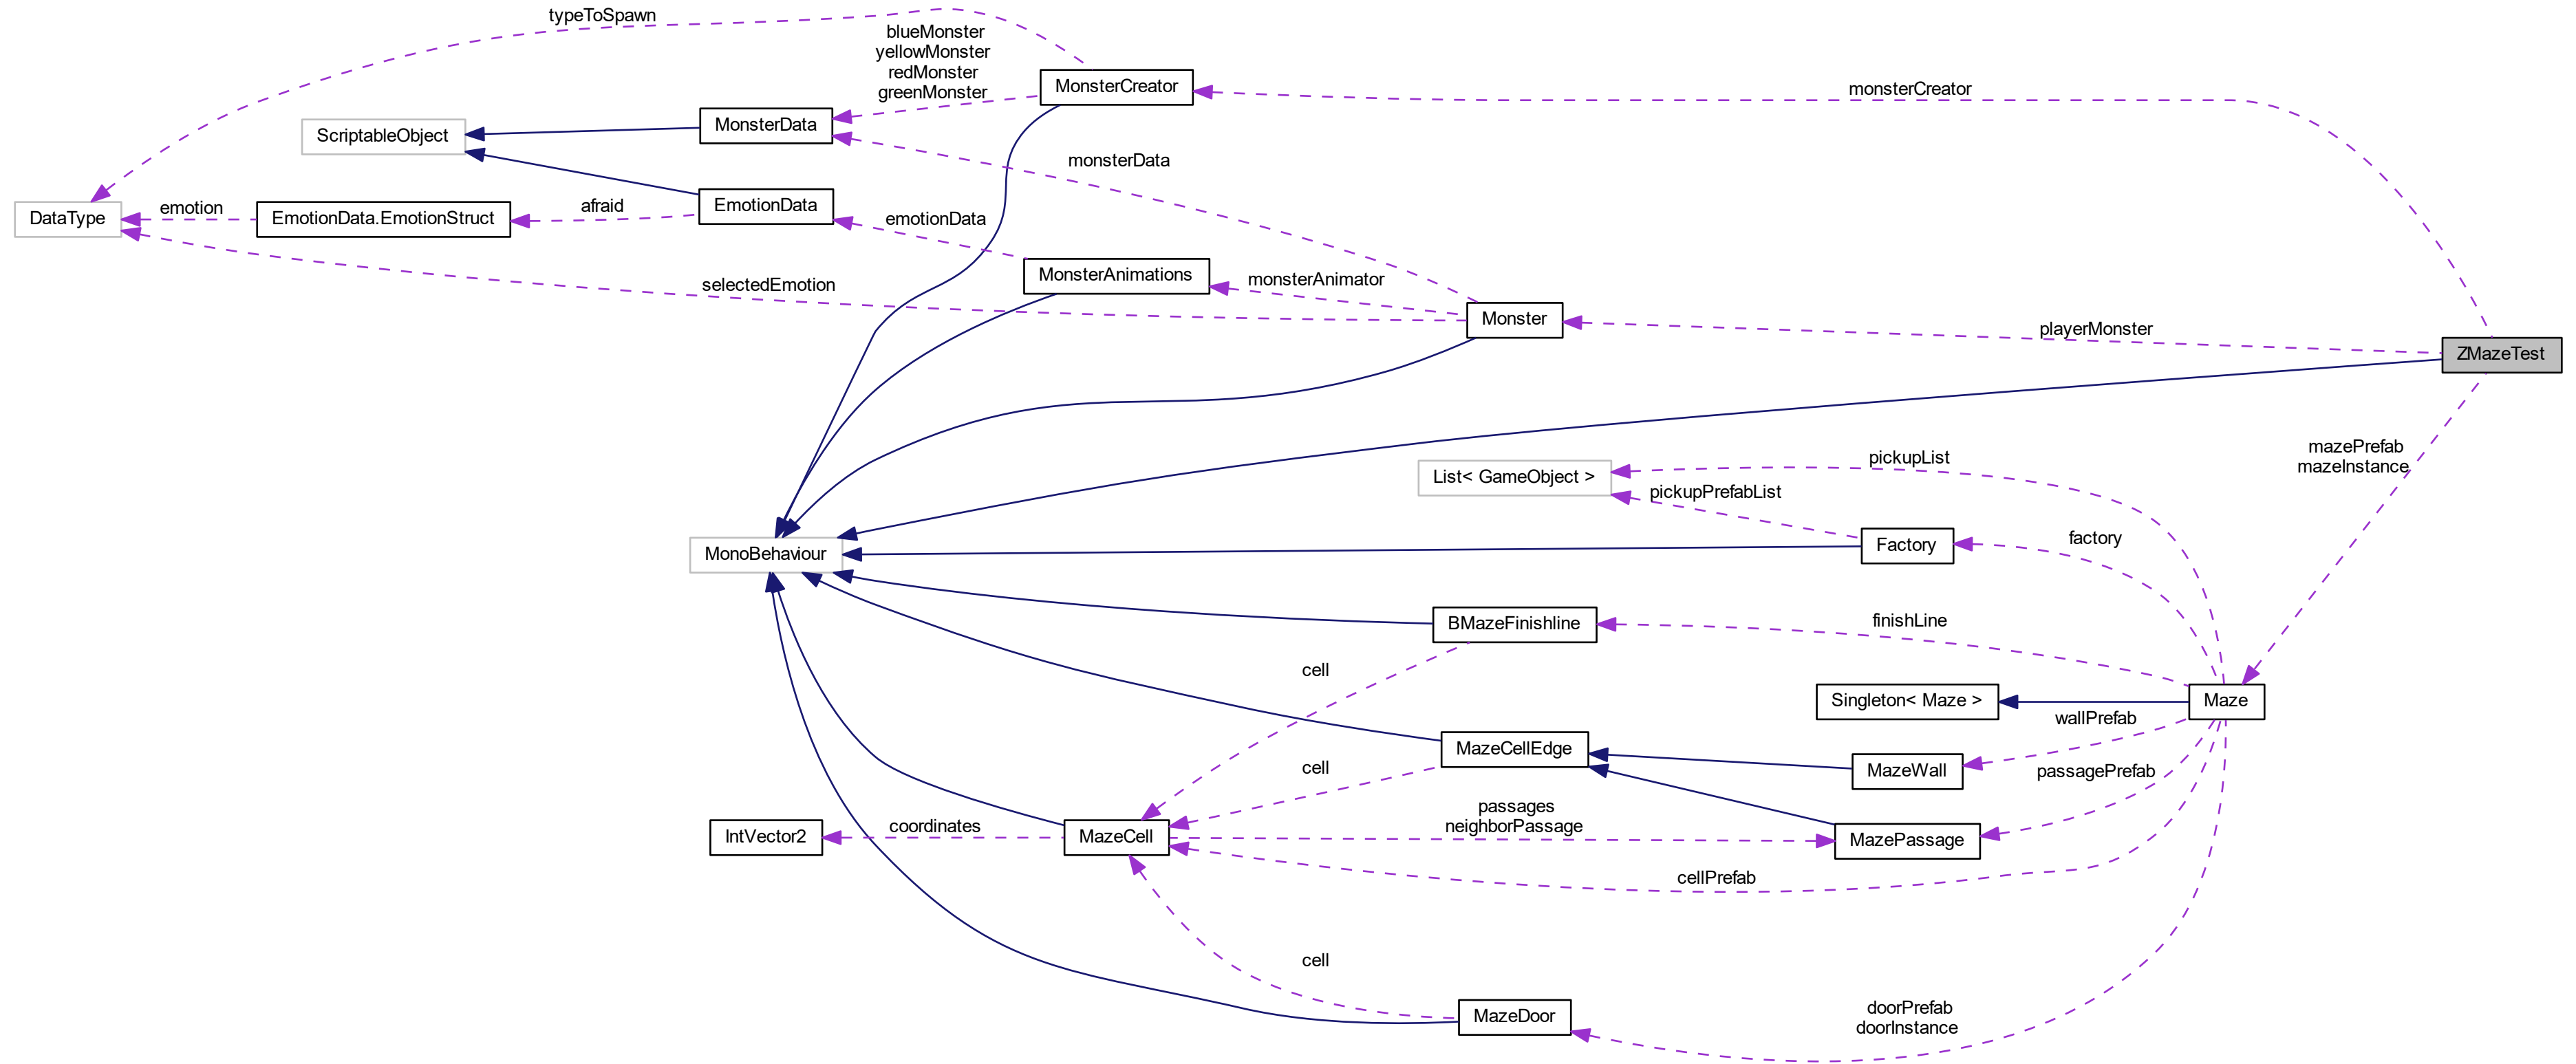 typeToSpawn
blueMonster
yellowMonster
redMonster
greenMonster
MonsterCreator
monsterCreator
MonsterData
ScriptableObject
monsterData
EmotionData
afraid
EmotionData.EmotionStruct
emotion
DataType
emotionData
MonsterAnimations
monsterAnimator
selectedEmotion
Monster
playerMonster
ZMazeTest
mazePrefab
mazeInstance
pickupList
List< GameObject >
pickupPrefabList
MonoBehaviour
Factory
factory
BMazeFinishline
finishLine
cell
Singleton< Maze >
Maze
wallPrefab
MazeCellEdge
cell
MazeWall
passagePrefab
IntVector2
coordinates
MazeCell
passages
neighborPassage
MazePassage
cellPrefab
cell
MazeDoor
doorPrefab
doorInstance